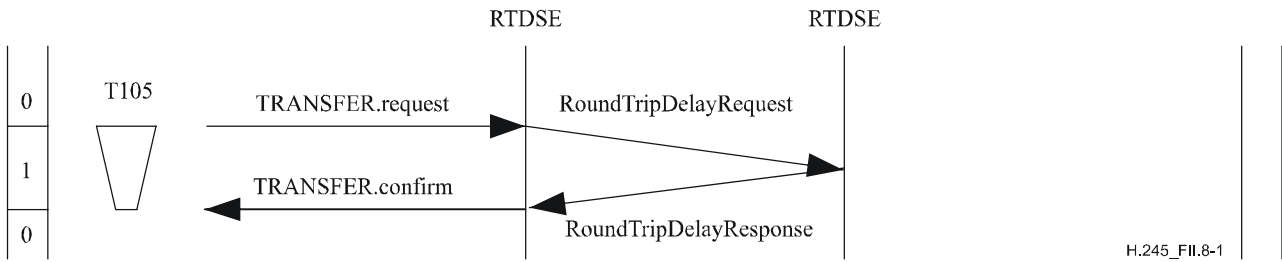 RTDSE
RTDSE
T105
0
TRANSFER.request
RoundTripDelayRequest
1
TRANSFER.confirm
RoundTripDelayResponse
0
H.245_FII.8-1